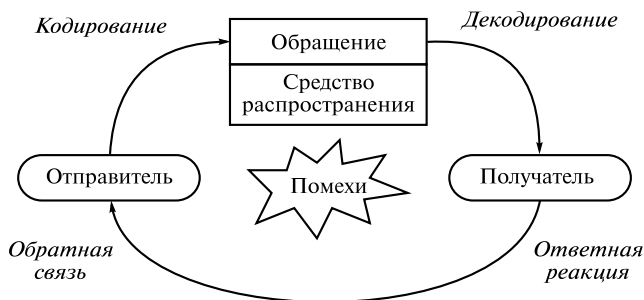 Кодирование
Обращение
Декодирование
Средство
распространения
Отправитель
Помехи
Получатель
Обратная
связь
Ответная
реакция